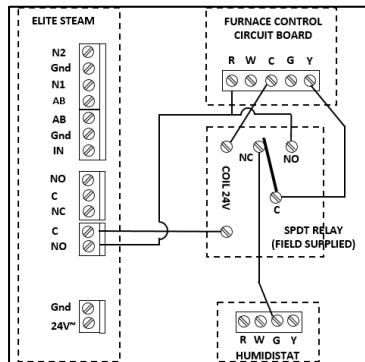 ELITE STEAM
N2
Gnd
N1
AB
AB
Gnd
IN
NO
C
NC
C
NO
Gnd
24V~
FURNACE CONTROL
CIRCUIT BOARD
R W C G Y
NC
NO
COIL 24V
C
SPDT RELAY
(FIELD SUPPLIED)
R W G Y
HUMIDISTAT